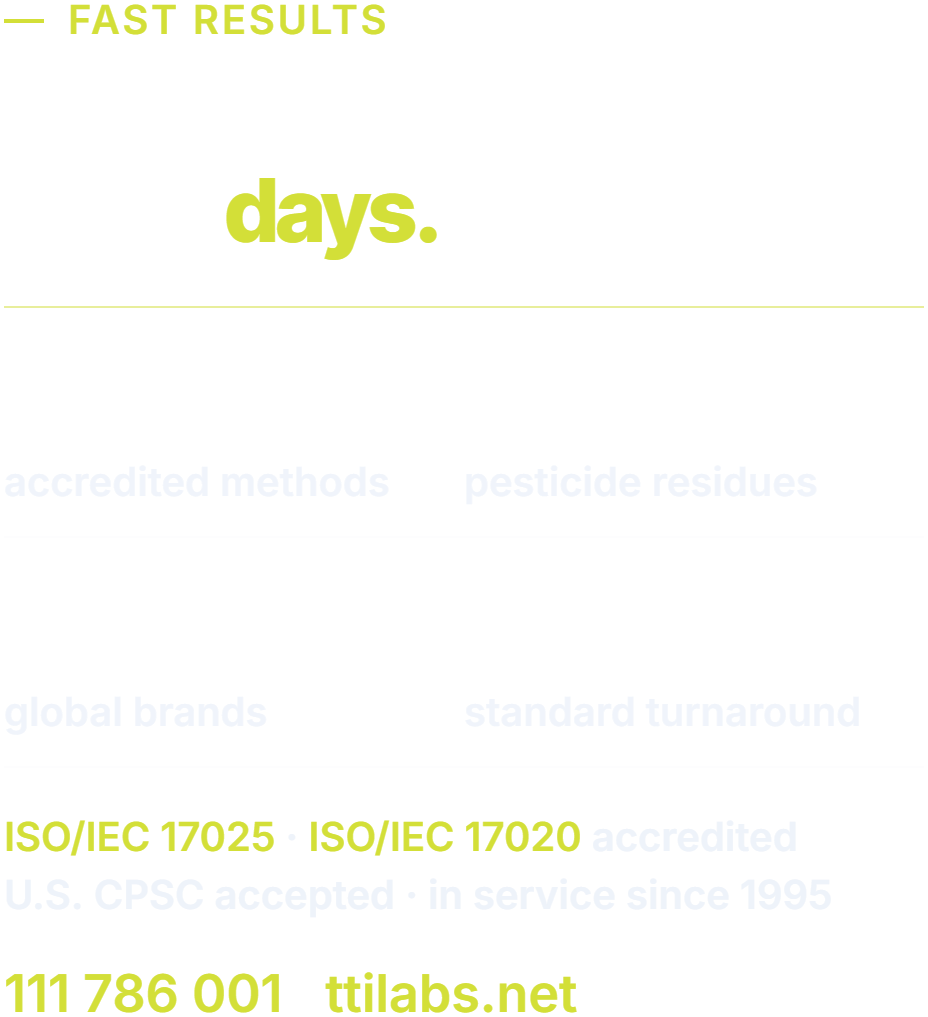 — FAST RESULTS
days.
accredited methods
pesticide residues
global brands
standard turnaround
ISO/IEC 17025 · ISO/IEC 17020 accredited
U.S. CPSC accepted · in service since 1995
111 786 001 ttilabs.net